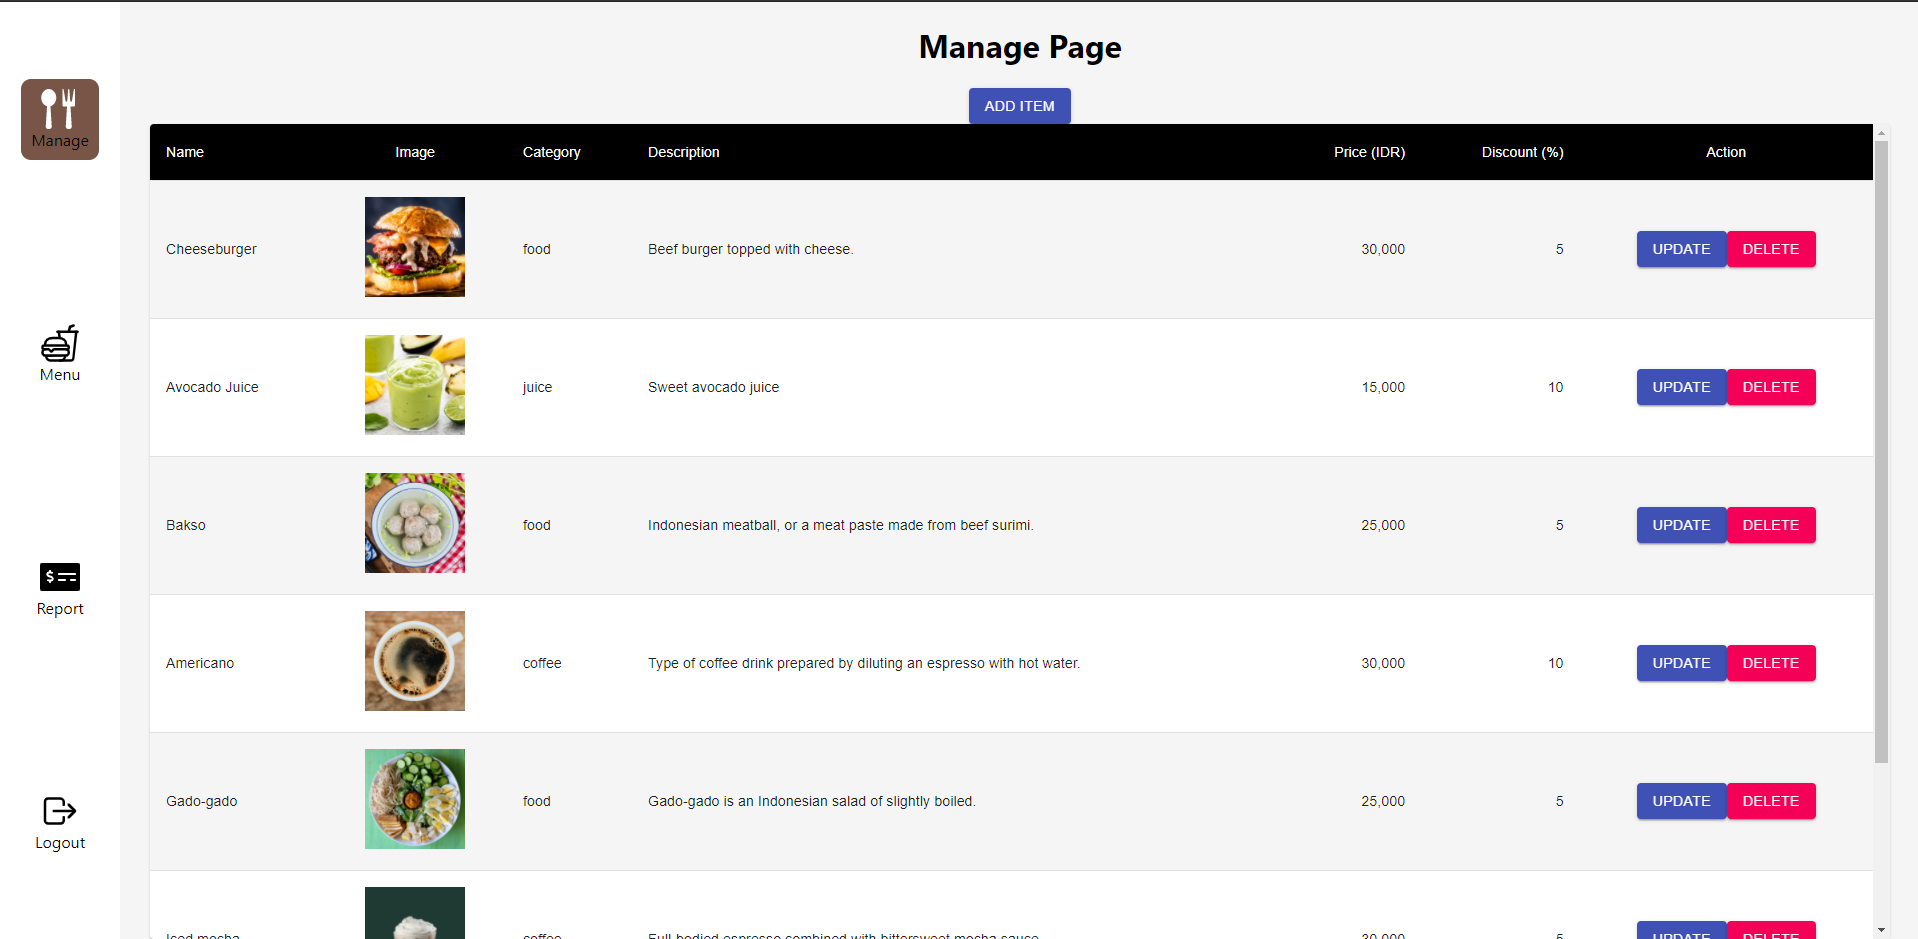 Manage Page
ADD ITEM
Manage
Menu
Report
Logout
Name Image Category Description Price (IDR) Discount (%) Action
Cheeseburger food Beef burger topped with cheese. 30,000 5 UPDATE DELETE
Avocado Juice juice Sweet avocado juice 15,000 10 UPDATE DELETE
Bakso food Indonesian meatball, or a meat paste made from beef surimi. 25,000 5 UPDATE DELETE
Americano coffee Type of coffee drink prepared by diluting an espresso with hot water. 30,000 10 UPDATE DELETE
Gado-gado food Gado-gado is an Indonesian salad of slightly boiled. 25,000 5 UPDATE DELETE
Iced mocha coffee Full-bodied espresso combined with bittersweet mocha sauce 30,000 5 UPDATE DELETE